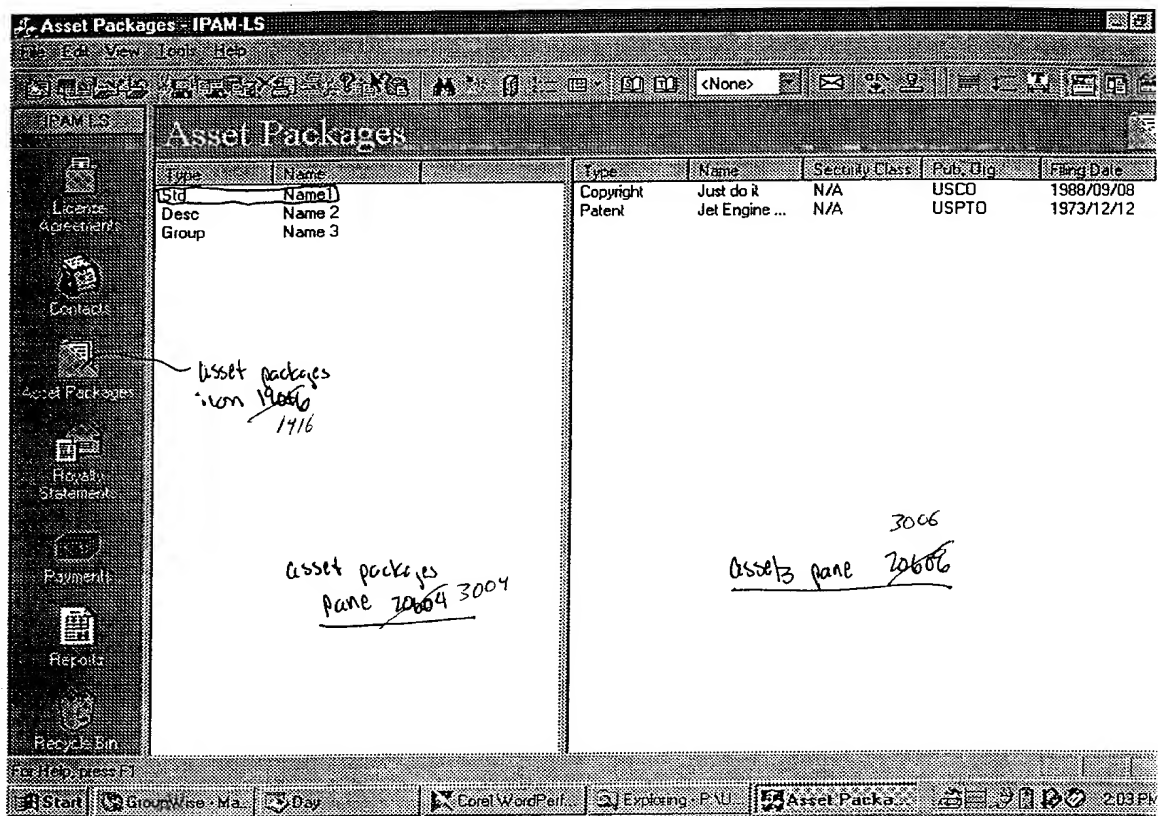 Asset Packages - IPAM-LS
File Edit View Tools Help
<None>
IPAM-LS
Asset Packages
License Agreements
Contacts
Asset Packages
Royalty Statements
Payments
Reports
Recycle Bin
Type Name
Std Name1
Desc Name 2
Group Name 3
Type Name Security Class Pub. Org Filing Date
Copyright Just do it N/A USCO 1988/09/08
Patent Jet Engine ... N/A USPTO 1973/12/12
asset packages
icon 19006
1416
asset packages
pane 20604 3004
3006
assets pane 20606
For Help, press F1
Start GroupWise - Ma... Day Corel WordPerf... Exploring - P:\U... Asset Packa... 2:03 PM